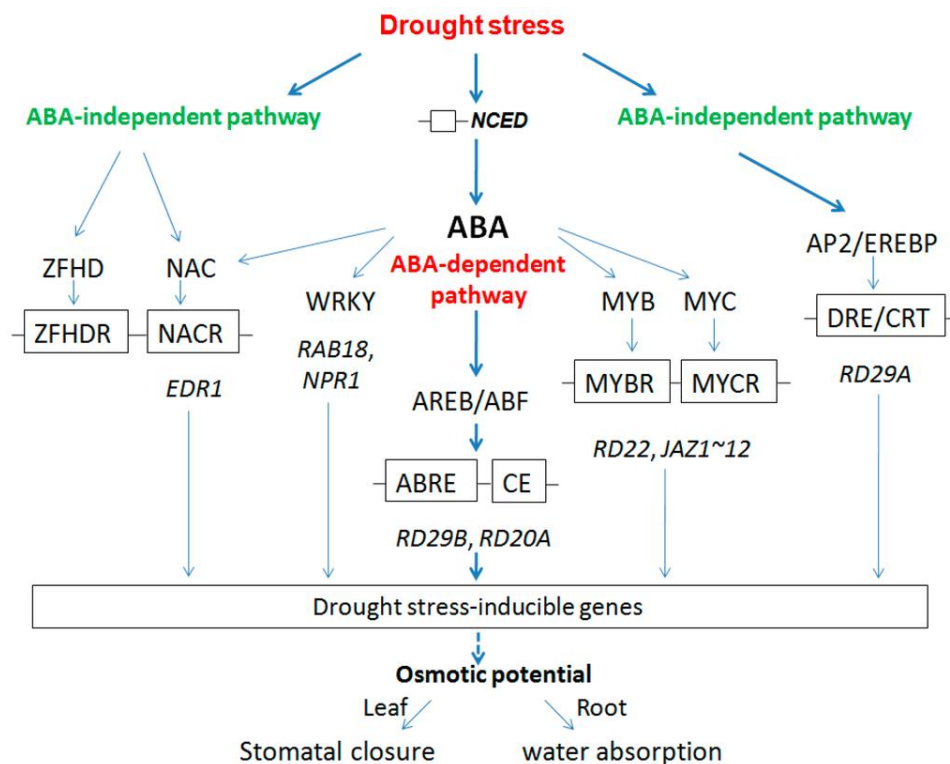 Drought stress
ABA-independent pathway
NCED
ABA-independent pathway
ABA
ABA-dependent
pathway
ZFHD
NAC
WRKY
MYB
MYC
AP2/EREBP
ZFHDR
NACR
RAB18,
NPR1
MYBR
MYCR
DRE/CRT
EDR1
AREB/ABF
RD29A
RD22, JAZ1~12
ABRE
CE
RD29B, RD20A
Drought stress-inducible genes
Osmotic potential
Leaf
Root
Stomatal closure
water absorption